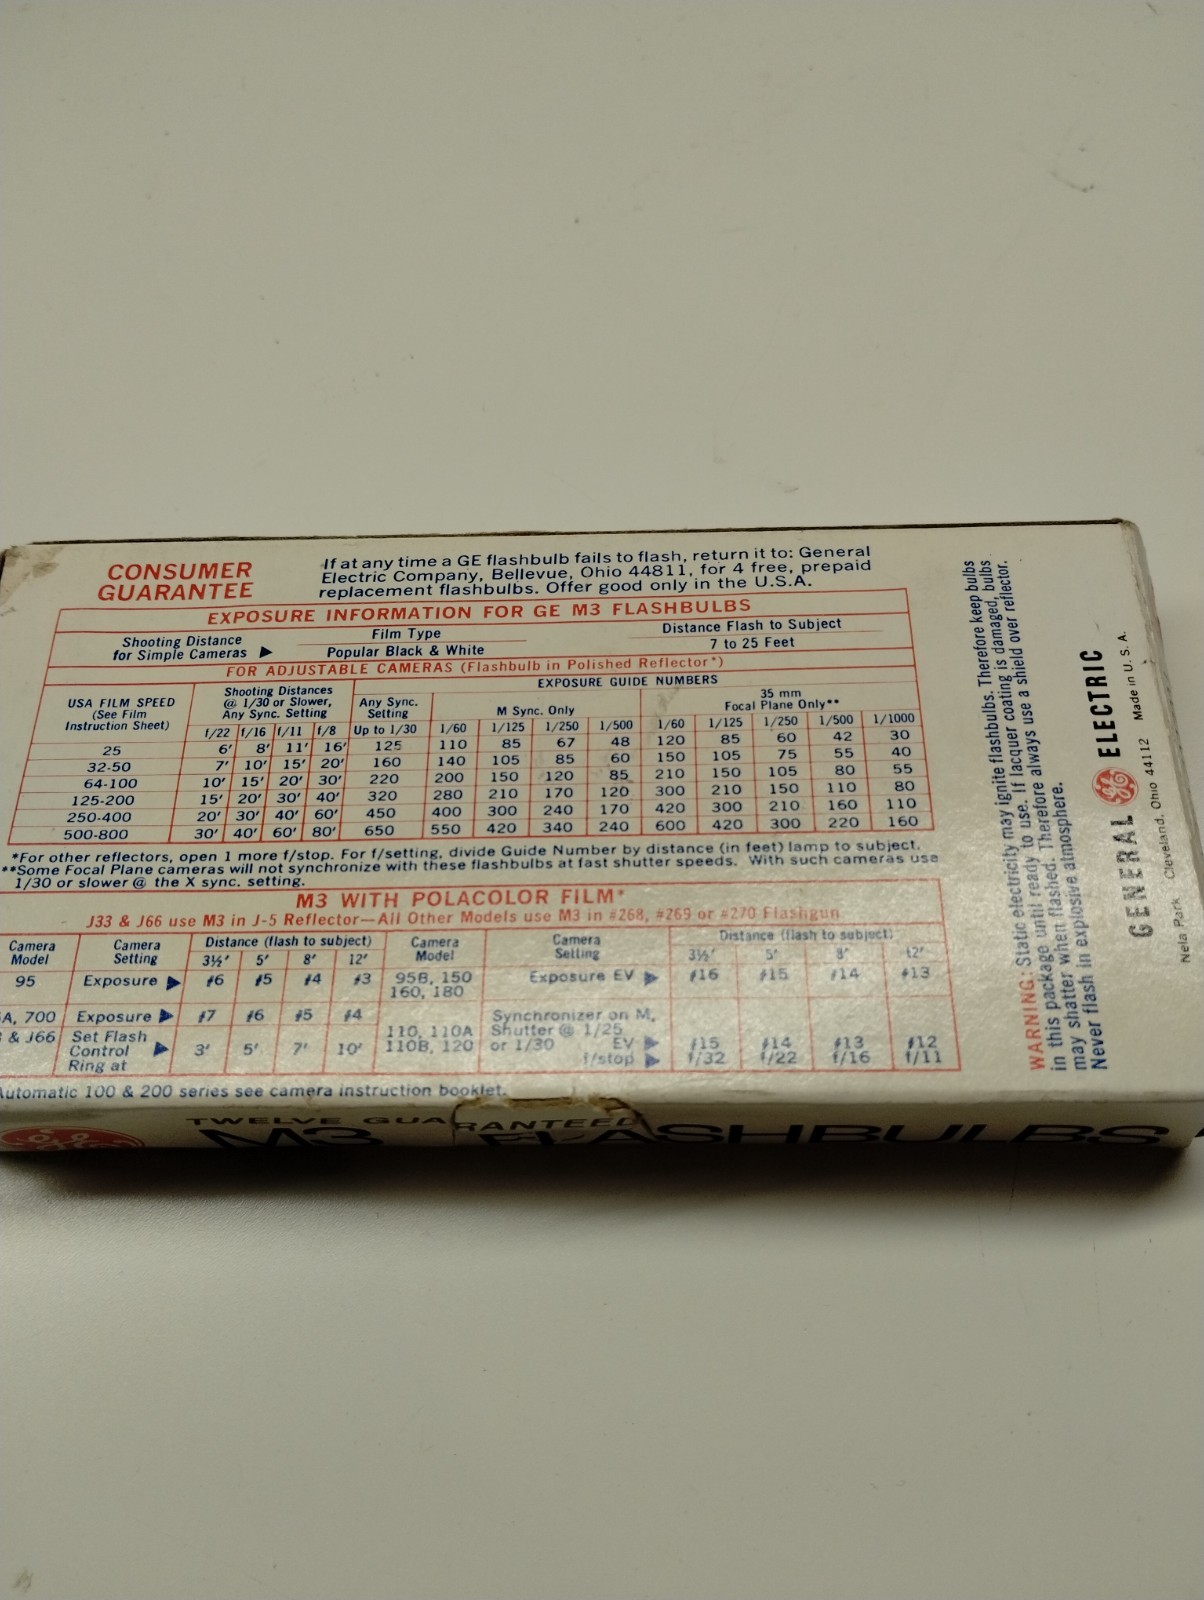 CONSUMER
GUARANTEE
If at any time a GE flashbulb fails to flash, return it to: General
Electric Company, Bellevue, Ohio 44811, for 4 free, prepaid
replacement flashbulbs. Offer good only in the U.S.A.
EXPOSURE INFORMATION FOR GE M3 FLASHBULBS
Shooting Distance
for Simple Cameras ▶
Film Type
Popular Black & White
Distance Flash to Subject
7 to 25 Feet
FOR ADJUSTABLE CAMERAS (Flashbulb in Polished Reflector*)
USA FILM SPEED
(See Film
Instruction Sheet)
Shooting Distances
@ 1/30 or Slower,
Any Sync. Setting
EXPOSURE GUIDE NUMBERS
Any Sync.
Setting
M Sync. Only
35 mm
Focal Plane Only**
f/22 f/16 f/11 f/8 Up to 1/30 1/60 1/125 1/250 1/500 1/60 1/125 1/250 1/500 1/1000
25 6' 8' 11' 16' 125 110 85 67 48 120 85 60 42 30
32-50 7' 10' 15' 20' 160 140 105 85 60 150 105 75 55 40
64-100 10' 15' 20' 30' 220 200 150 120 85 210 150 105 80 55
125-200 15' 20' 30' 40' 320 280 210 170 120 300 210 150 110 80
250-400 20' 30' 40' 60' 450 400 300 240 170 420 300 210 160 110
500-800 30' 40' 60' 80' 650 550 420 340 240 600 420 300 220 160
*For other reflectors, open 1 more f/stop. For f/setting, divide Guide Number by distance (in feet) lamp to subject.
**Some Focal Plane cameras will not synchronize with these flashbulbs at fast shutter speeds. With such cameras use
1/30 or slower @ the X sync. setting.
M3 WITH POLACOLOR FILM*
J33 & J66 use M3 in J-5 Reflector—All Other Models use M3 in #268, #269 or #270 Flashgun
Camera
Model
Camera
Setting
Distance (flash to subject)
3½' 5' 8' 12'
Camera
Model
Camera
Setting
Distance (flash to subject)
3½' 5' 8' 12'
95 Exposure ▶ #6 #5 #4 #3
95B, 150
160, 180
Exposure EV ▶ #16 #15 #14 #13
A, 700 Exposure ▶ #7 #6 #5 #4
& J66 Set Flash
Control ▶ 3' 5' 7' 10'
Ring at
110, 110A
110B, 120
Synchronizer on M,
Shutter @ 1/25
or 1/30 EV ▶ #15 #14 #13 #12
f/stop ▶ f/32 f/22 f/16 f/11
Automatic 100 & 200 series see camera instruction booklet.
WARNING: Static electricity may ignite flashbulbs. Therefore keep bulbs
in this package until ready to use. If lacquer coating is damaged, bulbs
may shatter when flashed. Therefore always use a shield over reflector.
Never flash in explosive atmosphere.
GENERAL GE ELECTRIC
Nela Park Cleveland, Ohio 44112 Made in U. S. A.
TWELVE GUARANTEED
M3 FLASHBULBS